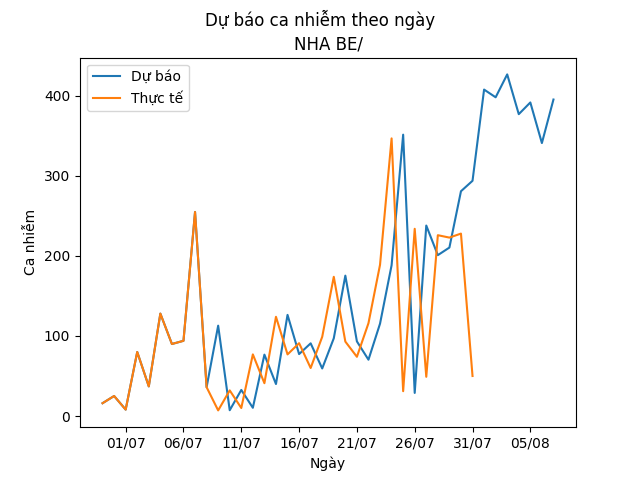 Dự báo ca nhiễm theo ngày
NHA BE/
Dự báo
Thực tế
Ca nhiễm
400
300
200
100
0
01/07 06/07 11/07 16/07 21/07 26/07 31/07 05/08
Ngày